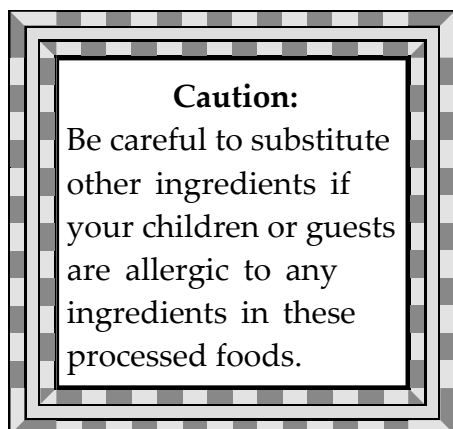 Caution:
Be careful to substitute
other ingredients if
your children or guests
are allergic to any
ingredients in these
processed foods.